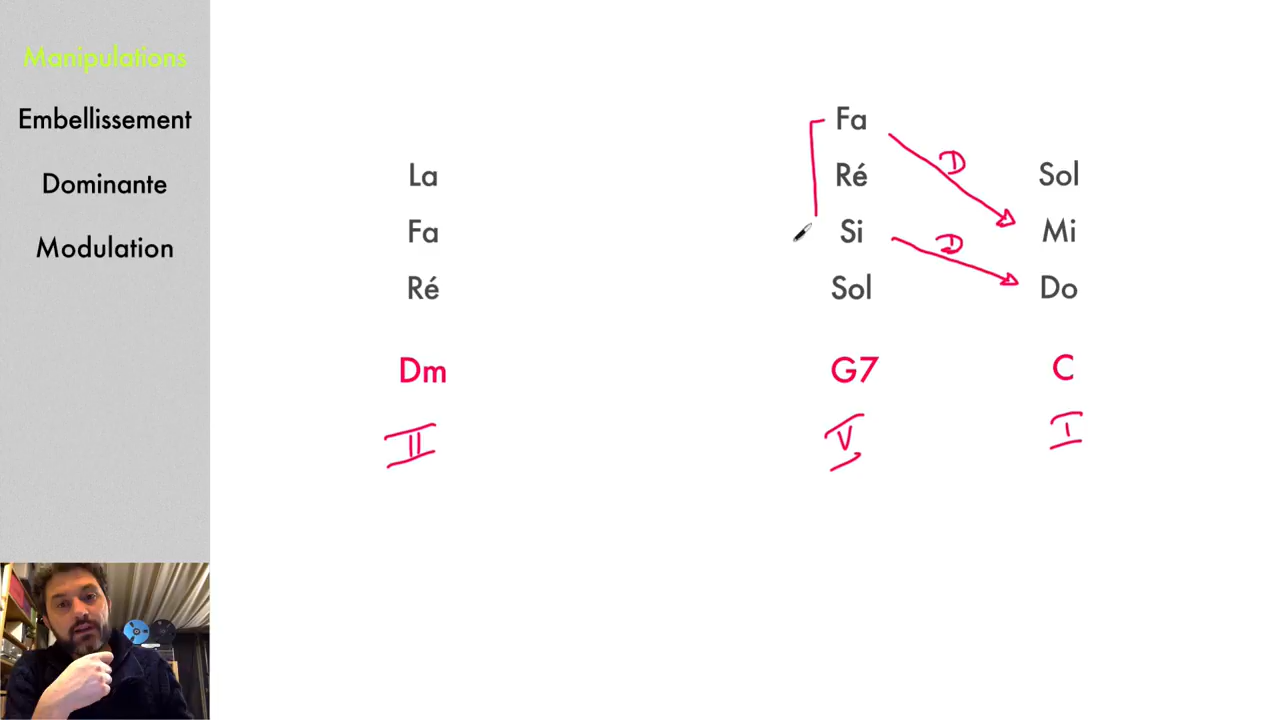 Manipulations
Embellissement
Dominante
Modulation
La
Fa
Ré
Dm
II
Fa
Ré
Si
Sol
G7
V
D
D
Sol
Mi
Do
C
I